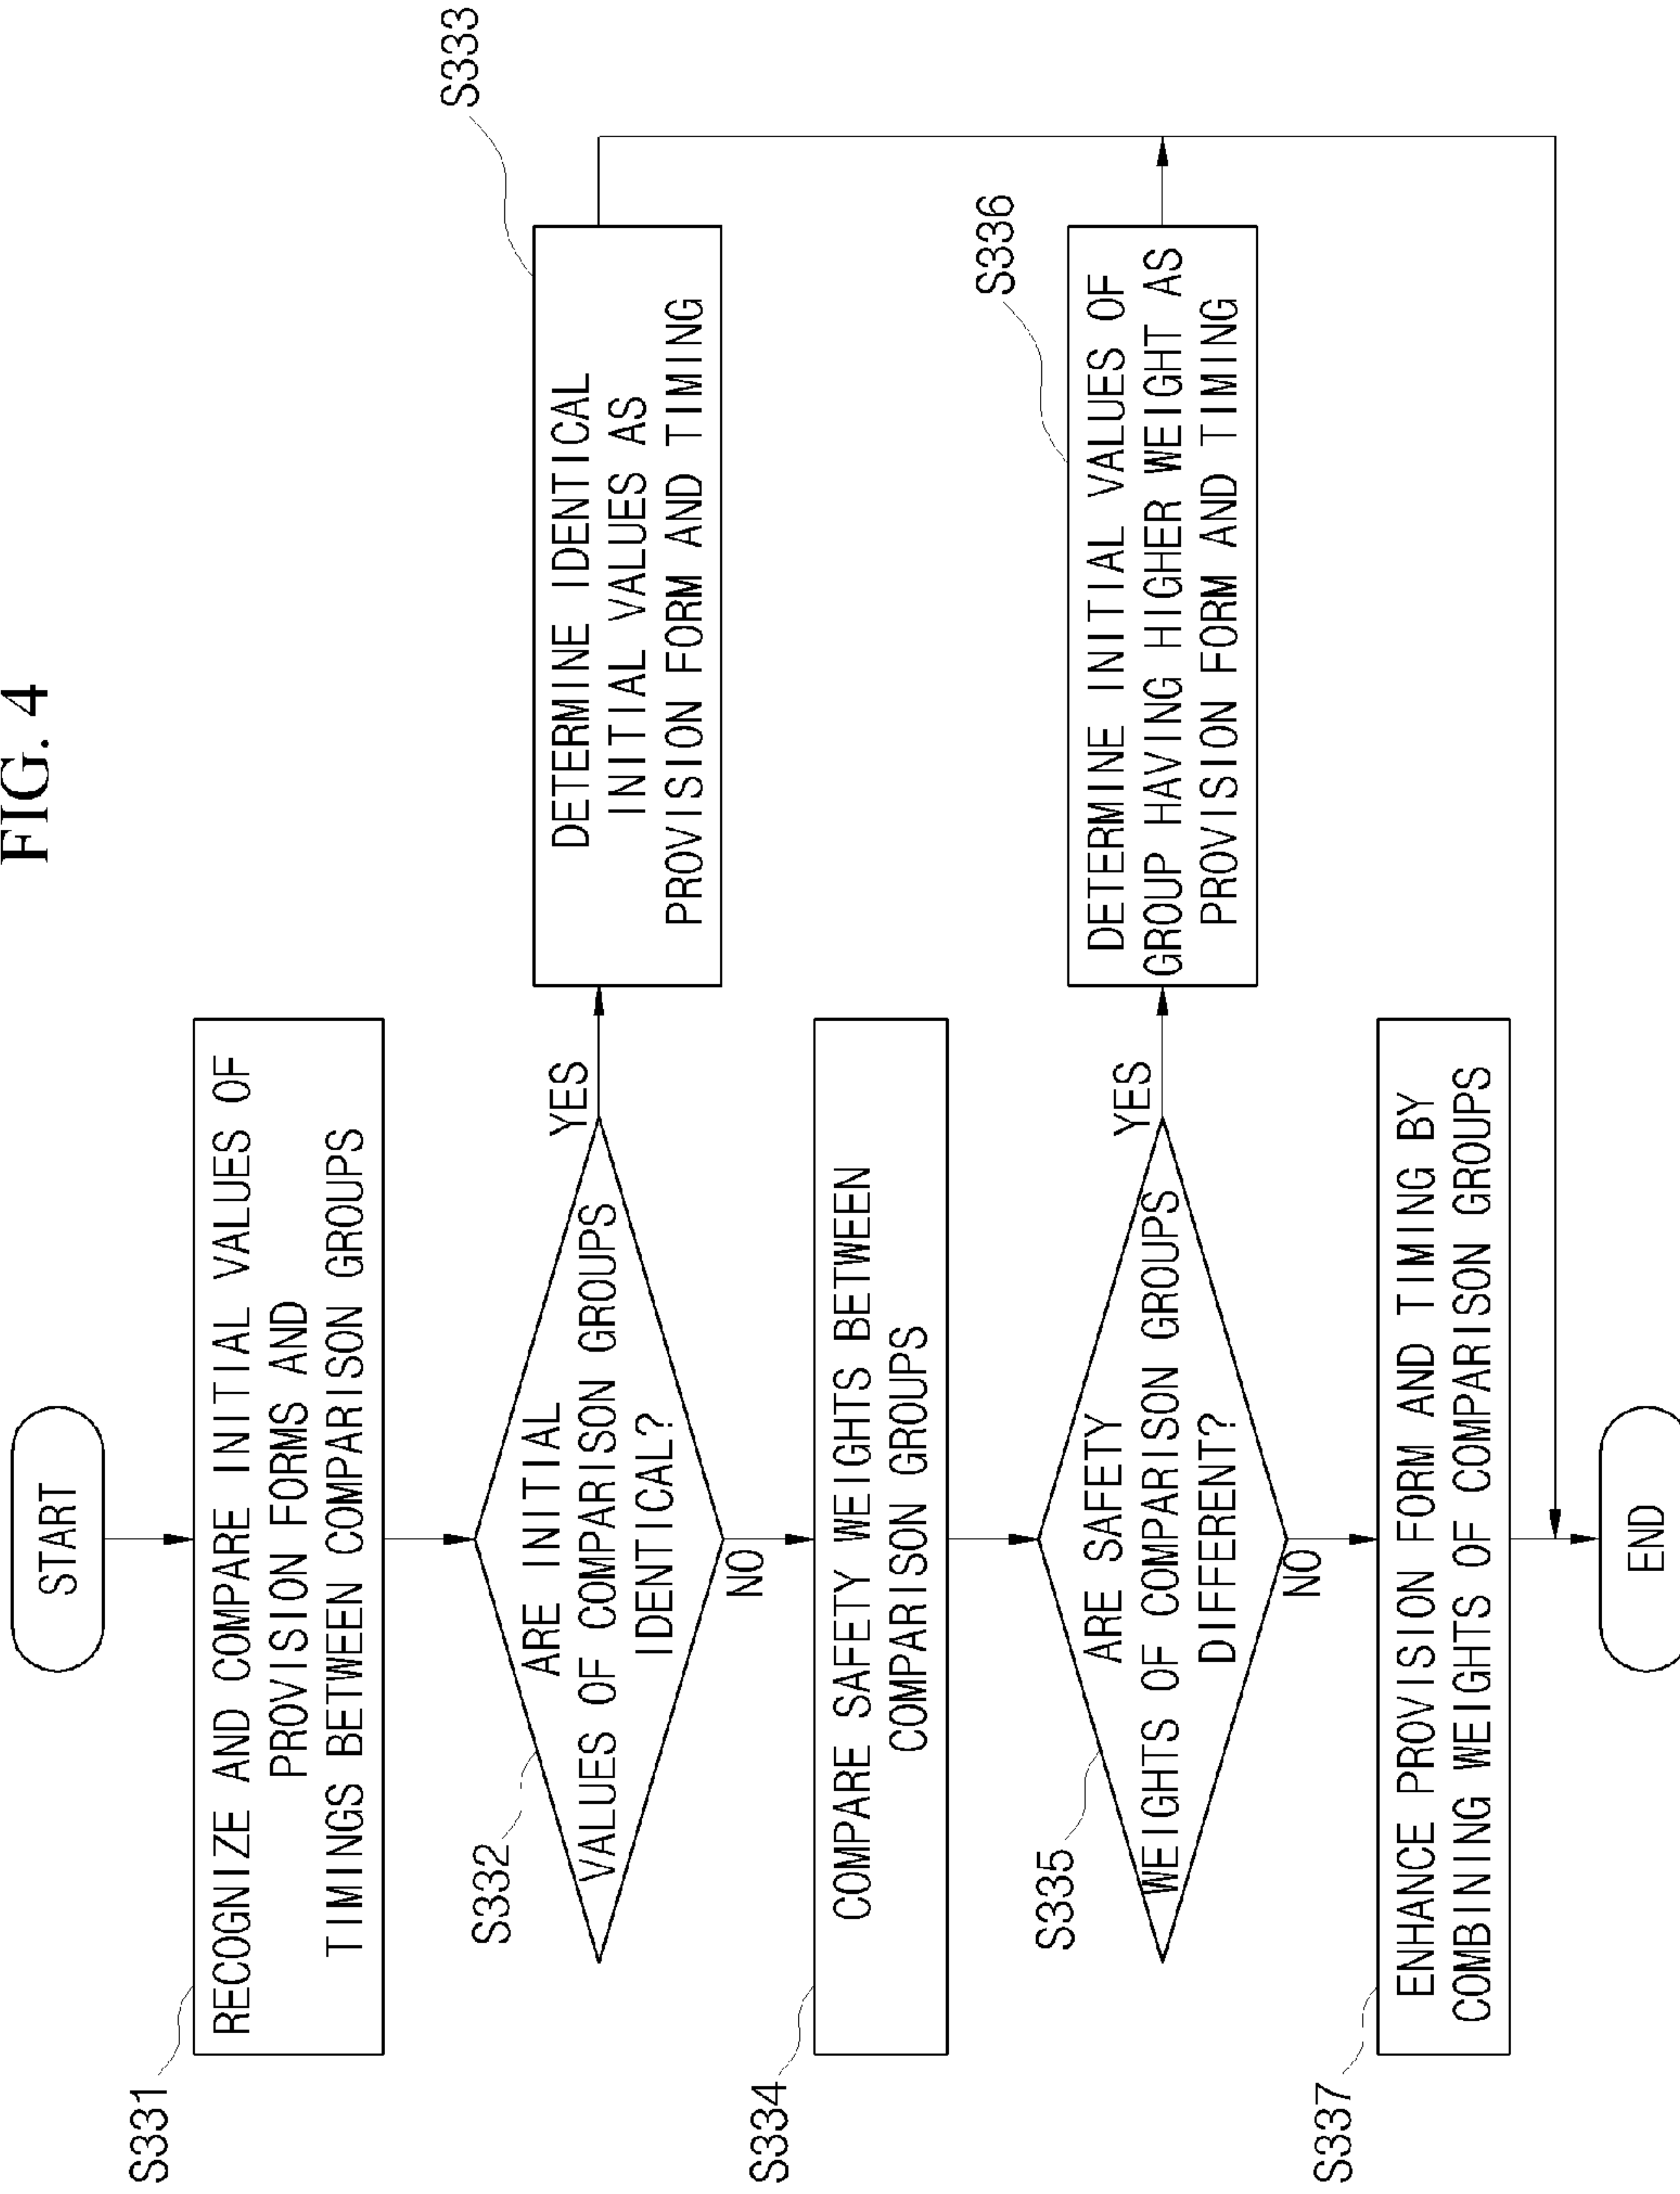 FIG. 4
START
S331
RECOGNIZE AND COMPARE INITIAL VALUES OF
PROVISION FORMS AND
TIMINGS BETWEEN COMPARISON GROUPS
S332
ARE INITIAL
VALUES OF COMPARISON GROUPS
IDENTICAL?
YES
NO
S333
DETERMINE IDENTICAL
INITIAL VALUES AS
PROVISION FORM AND TIMING
S334
COMPARE SAFETY WEIGHTS BETWEEN
COMPARISON GROUPS
S335
ARE SAFETY
WEIGHTS OF COMPARISON GROUPS
DIFFERENT?
YES
NO
S336
DETERMINE INITIAL VALUES OF
GROUP HAVING HIGHER WEIGHT AS
PROVISION FORM AND TIMING
S337
ENHANCE PROVISION FORM AND TIMING BY
COMBINING WEIGHTS OF COMPARISON GROUPS
END